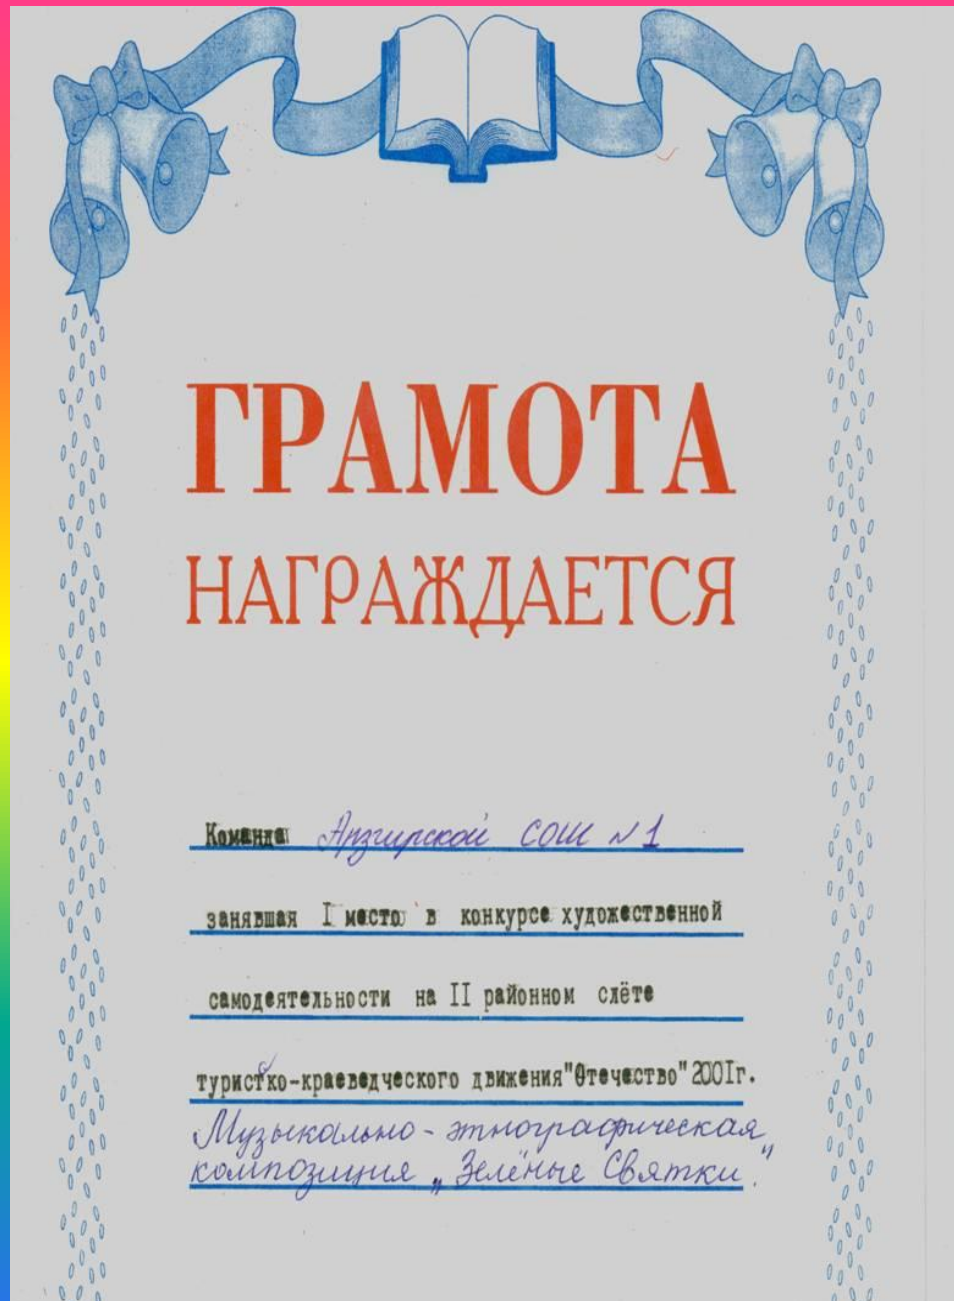 ГРАМОТА
НАГРАЖДАЕТСЯ
Команда Арзгирской СОШ N 1
занявшая I место в конкурсе художественной
самодеятельности на II районном слёте
туристко-краеведческого движения "Отечество" 2001г.
Музыкально - этнографическая
композиция „Зелёные Святки".